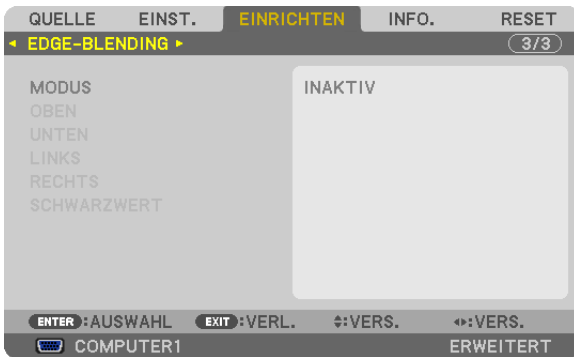 QUELLE EINST. EINRICHTEN INFO. RESET
EDGE-BLENDING 3/3
MODUS INAKTIV
OBEN
UNTEN
LINKS
RECHTS
SCHWARZWERT
ENTER :AUSWAHL EXIT :VERL. :VERS. :VERS.
COMPUTER1 ERWEITERT